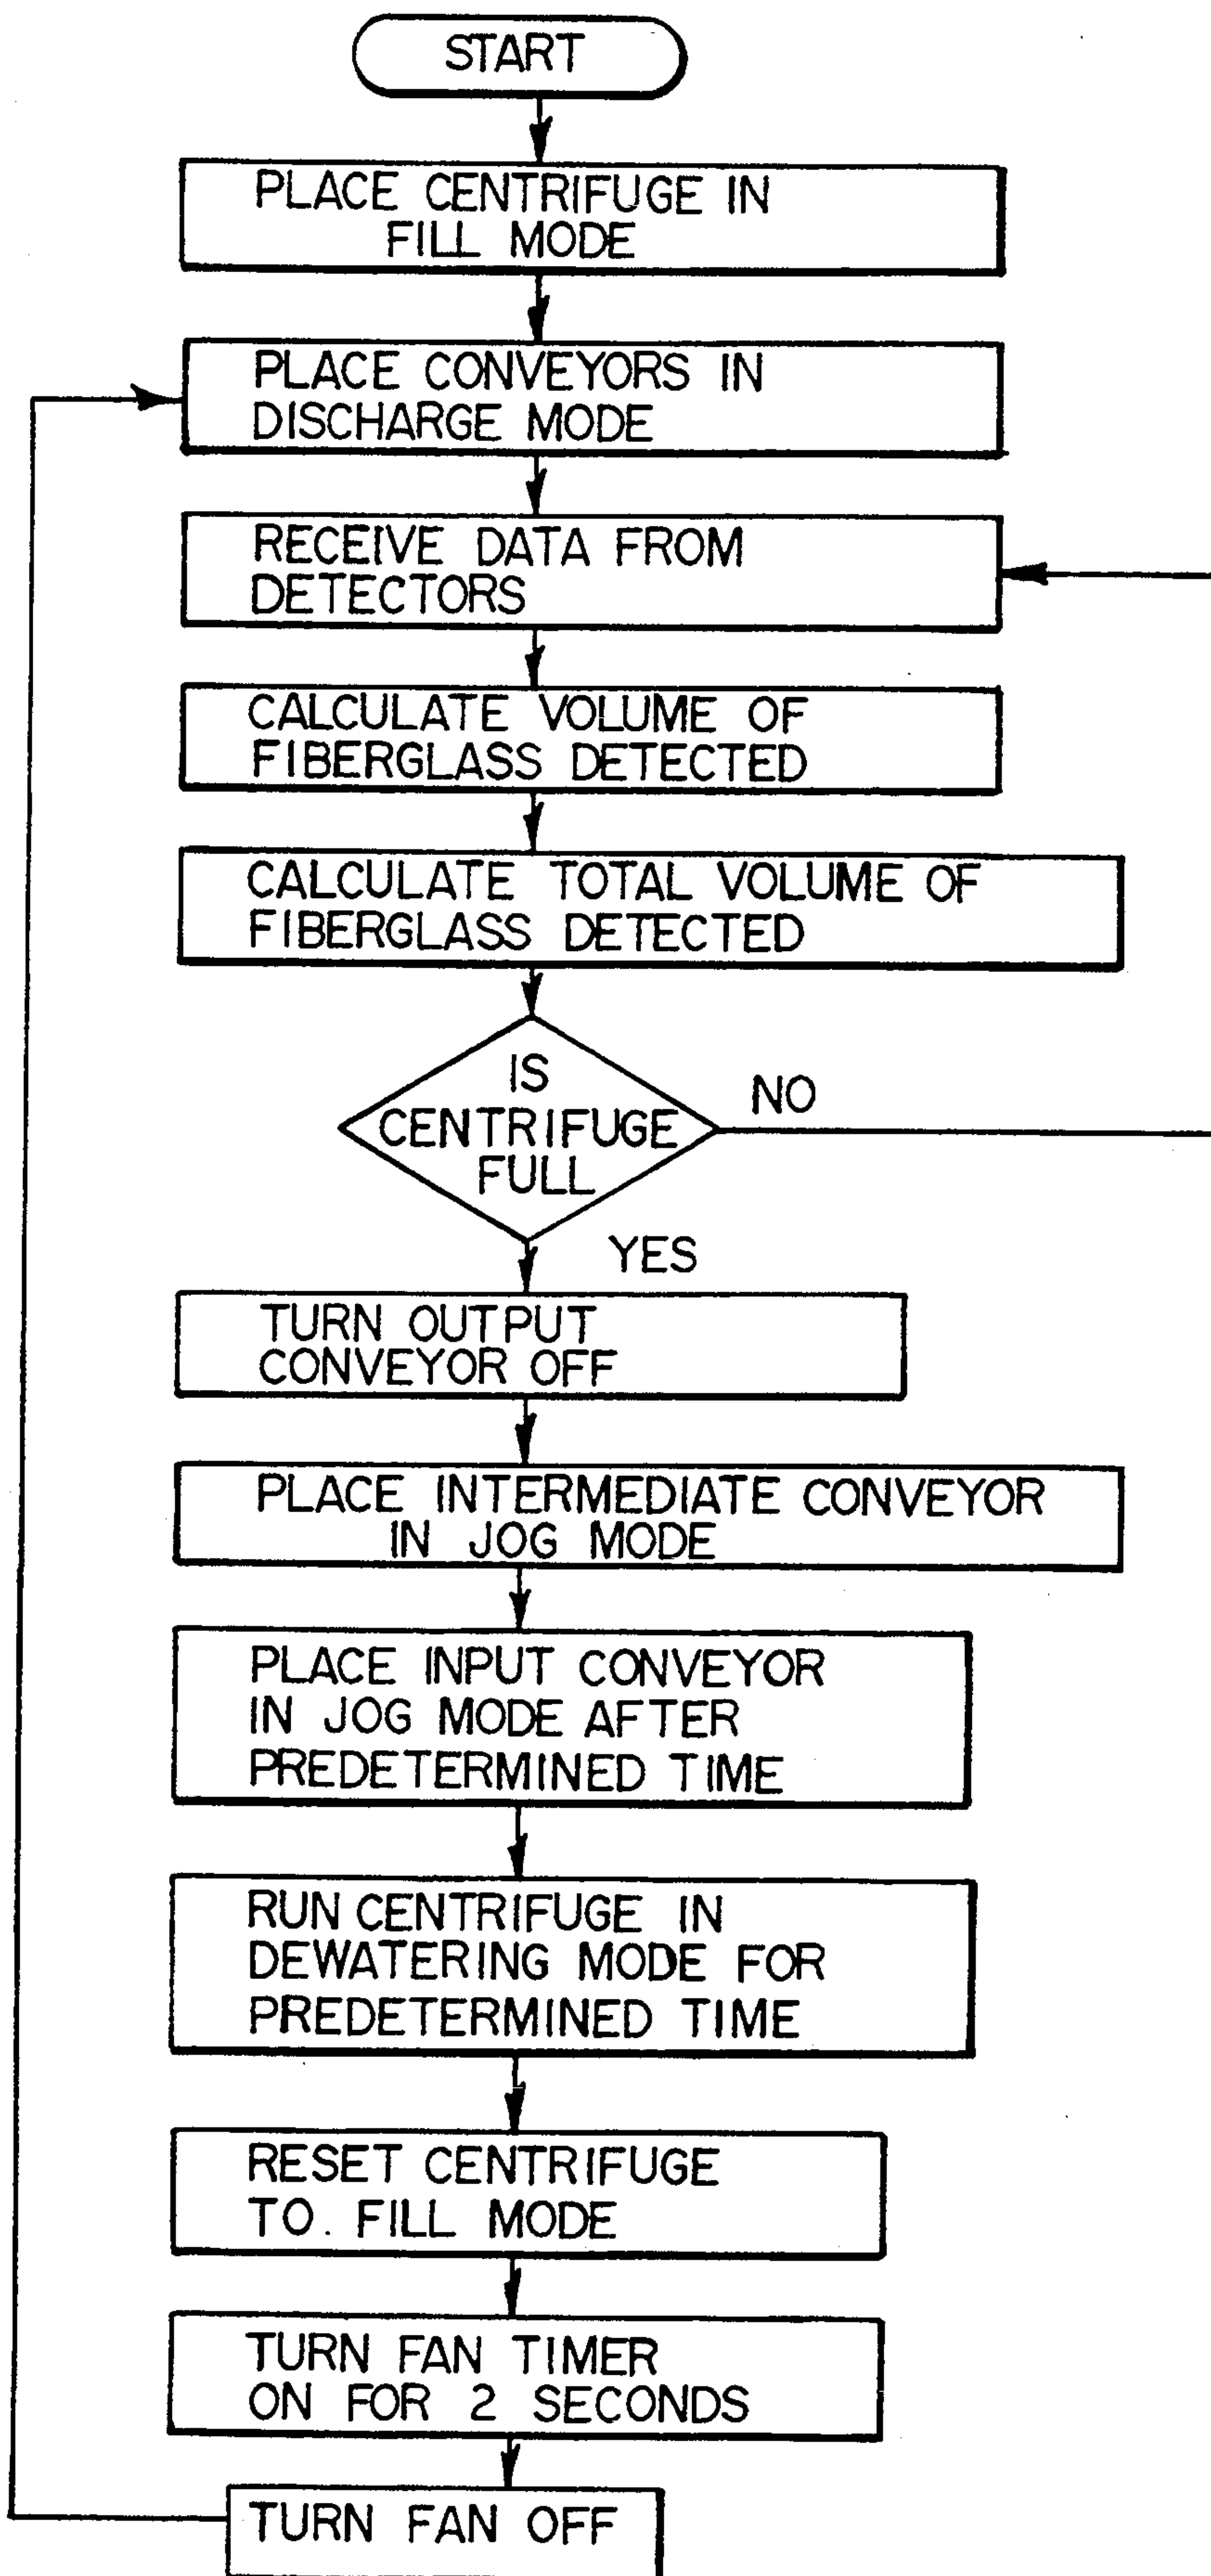 START
PLACE CENTRIFUGE IN
FILL MODE
PLACE CONVEYORS IN
DISCHARGE MODE
RECEIVE DATA FROM
DETECTORS
CALCULATE VOLUME OF
FIBERGLASS DETECTED
CALCULATE TOTAL VOLUME OF
FIBERGLASS DETECTED
IS
CENTRIFUGE
FULL
NO
YES
TURN OUTPUT
CONVEYOR OFF
PLACE INTERMEDIATE CONVEYOR
IN JOG MODE
PLACE INPUT CONVEYOR
IN JOG MODE AFTER
PREDETERMINED TIME
RUN CENTRIFUGE IN
DEWATERING MODE FOR
PREDETERMINED TIME
RESET CENTRIFUGE
TO FILL MODE
TURN FAN TIMER
ON FOR 2 SECONDS
TURN FAN OFF